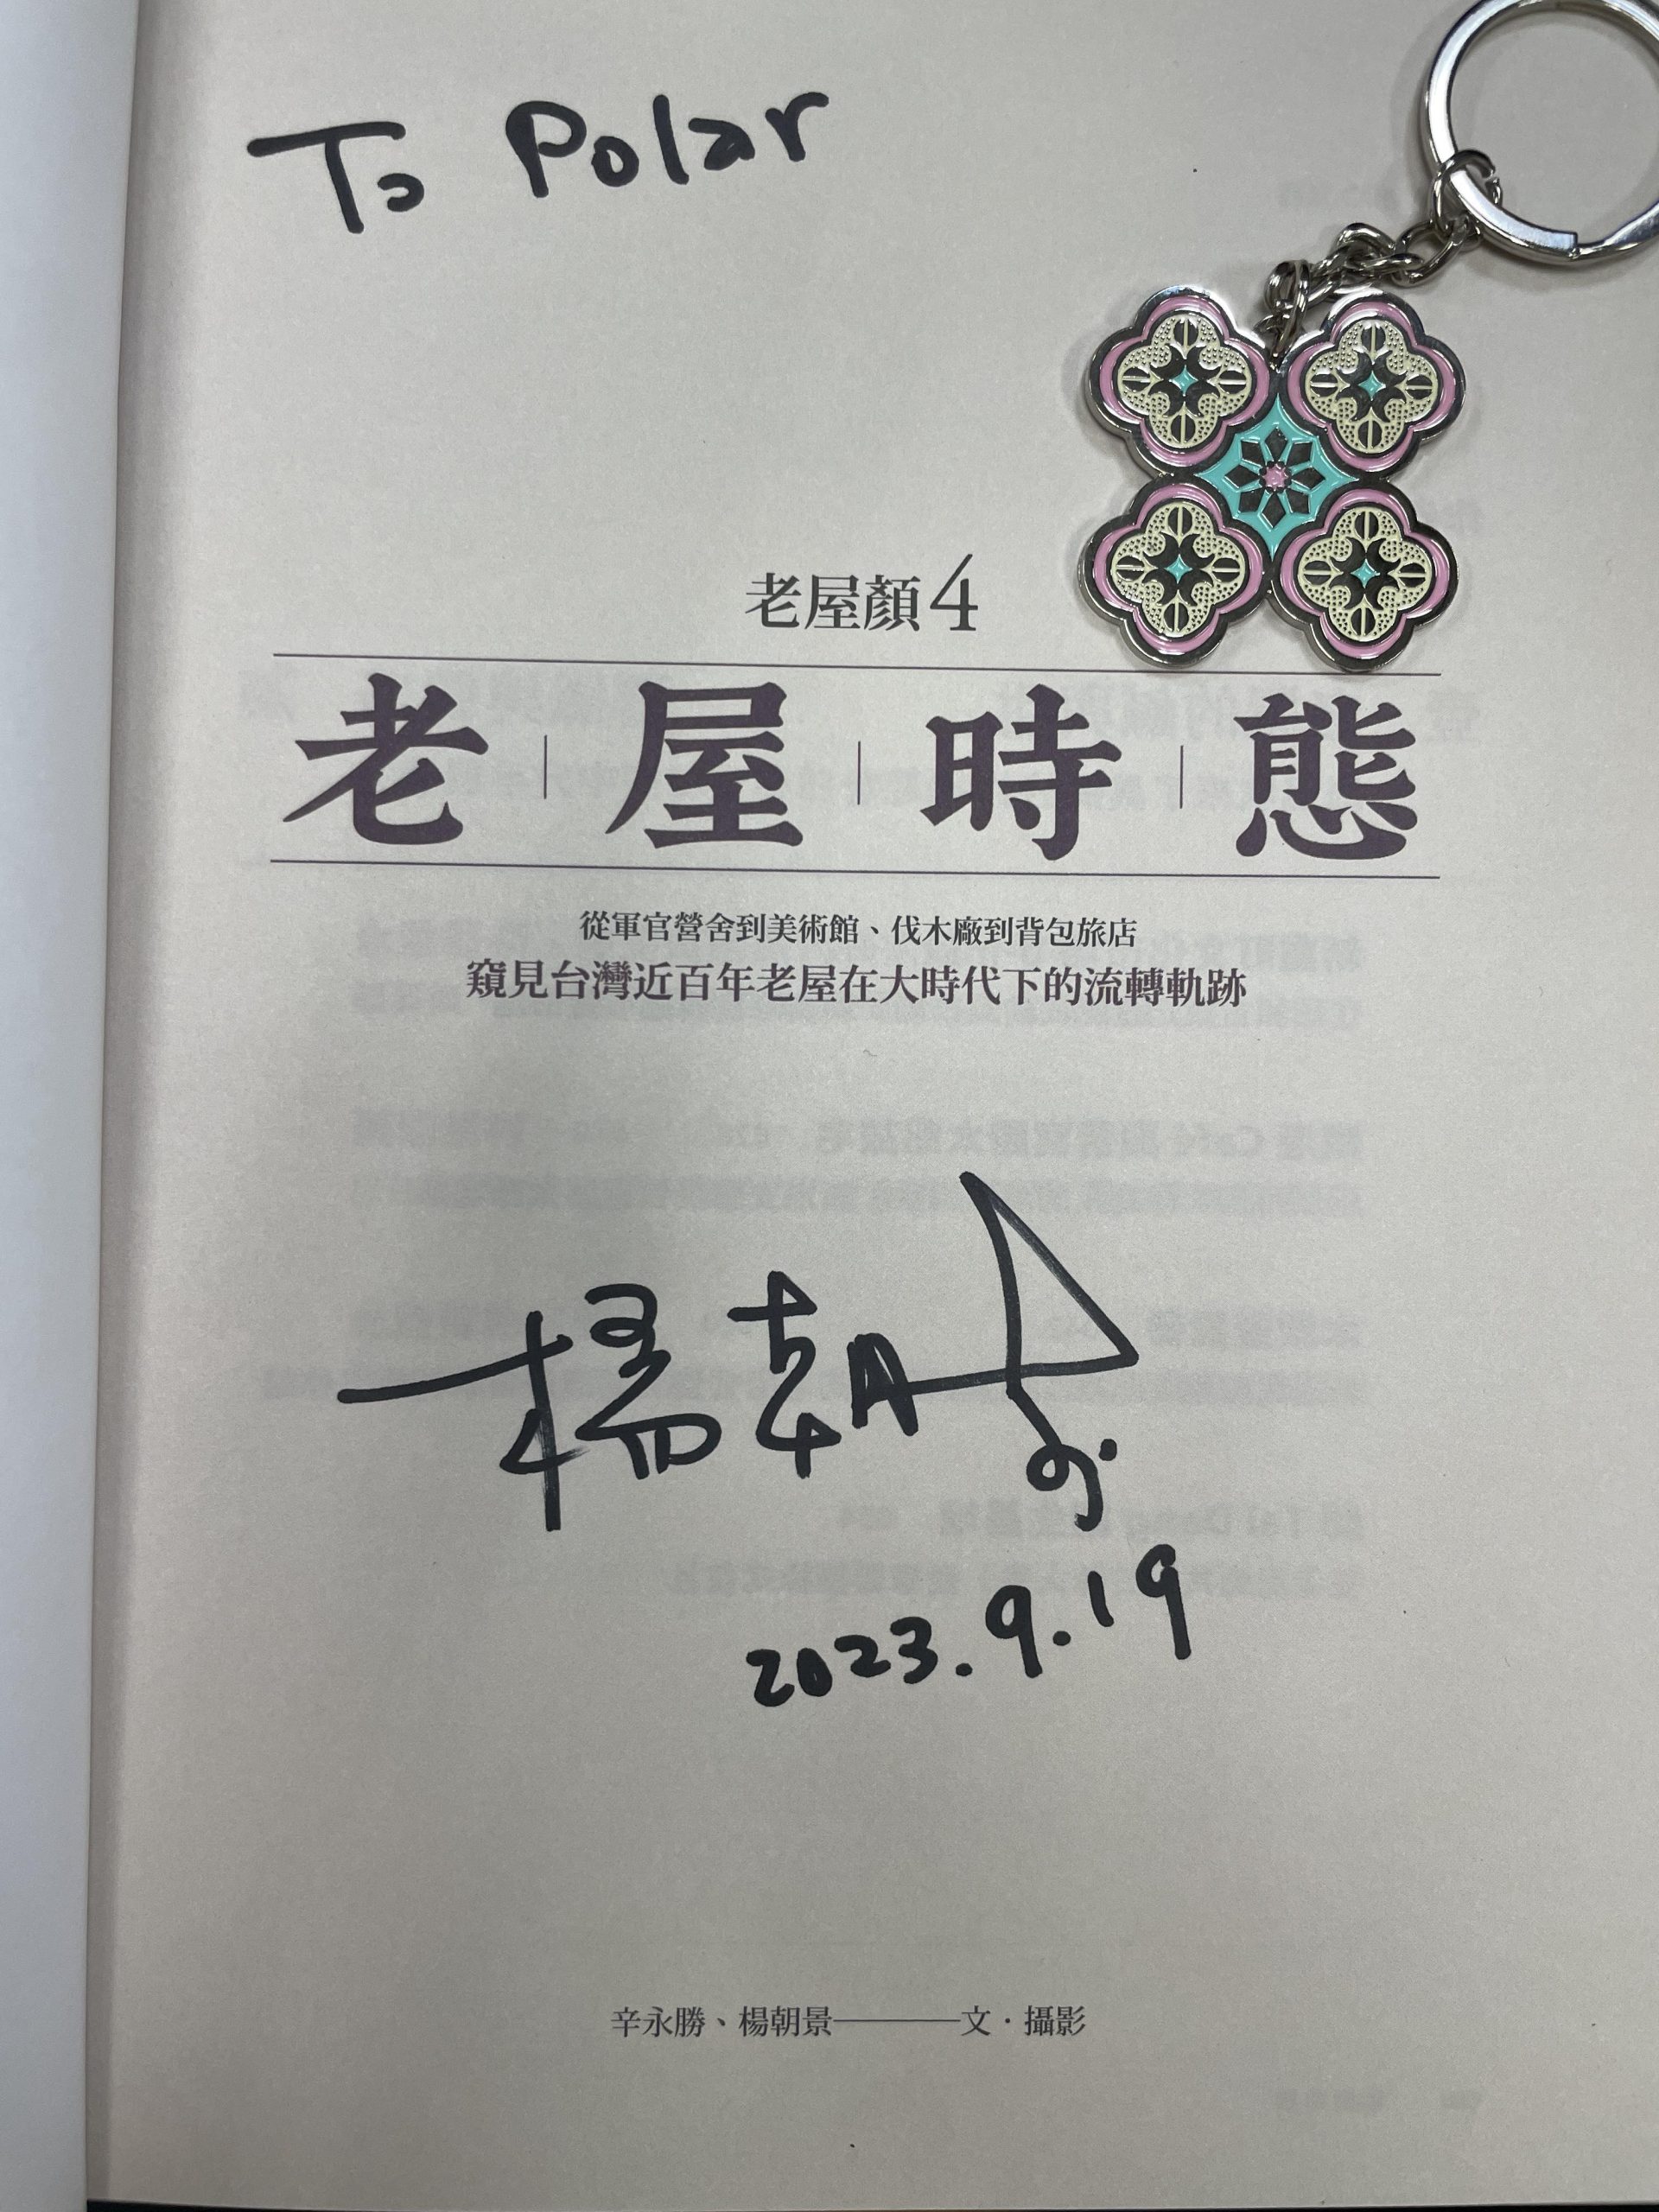 To Polar
老屋顏4
老屋時態
從軍官營舍到美術館、伐木廠到背包旅店
窺見台灣近百年老屋在大時代下的流轉軌跡
楊朝景
2023.9.19
辛永勝、楊朝景──文・攝影